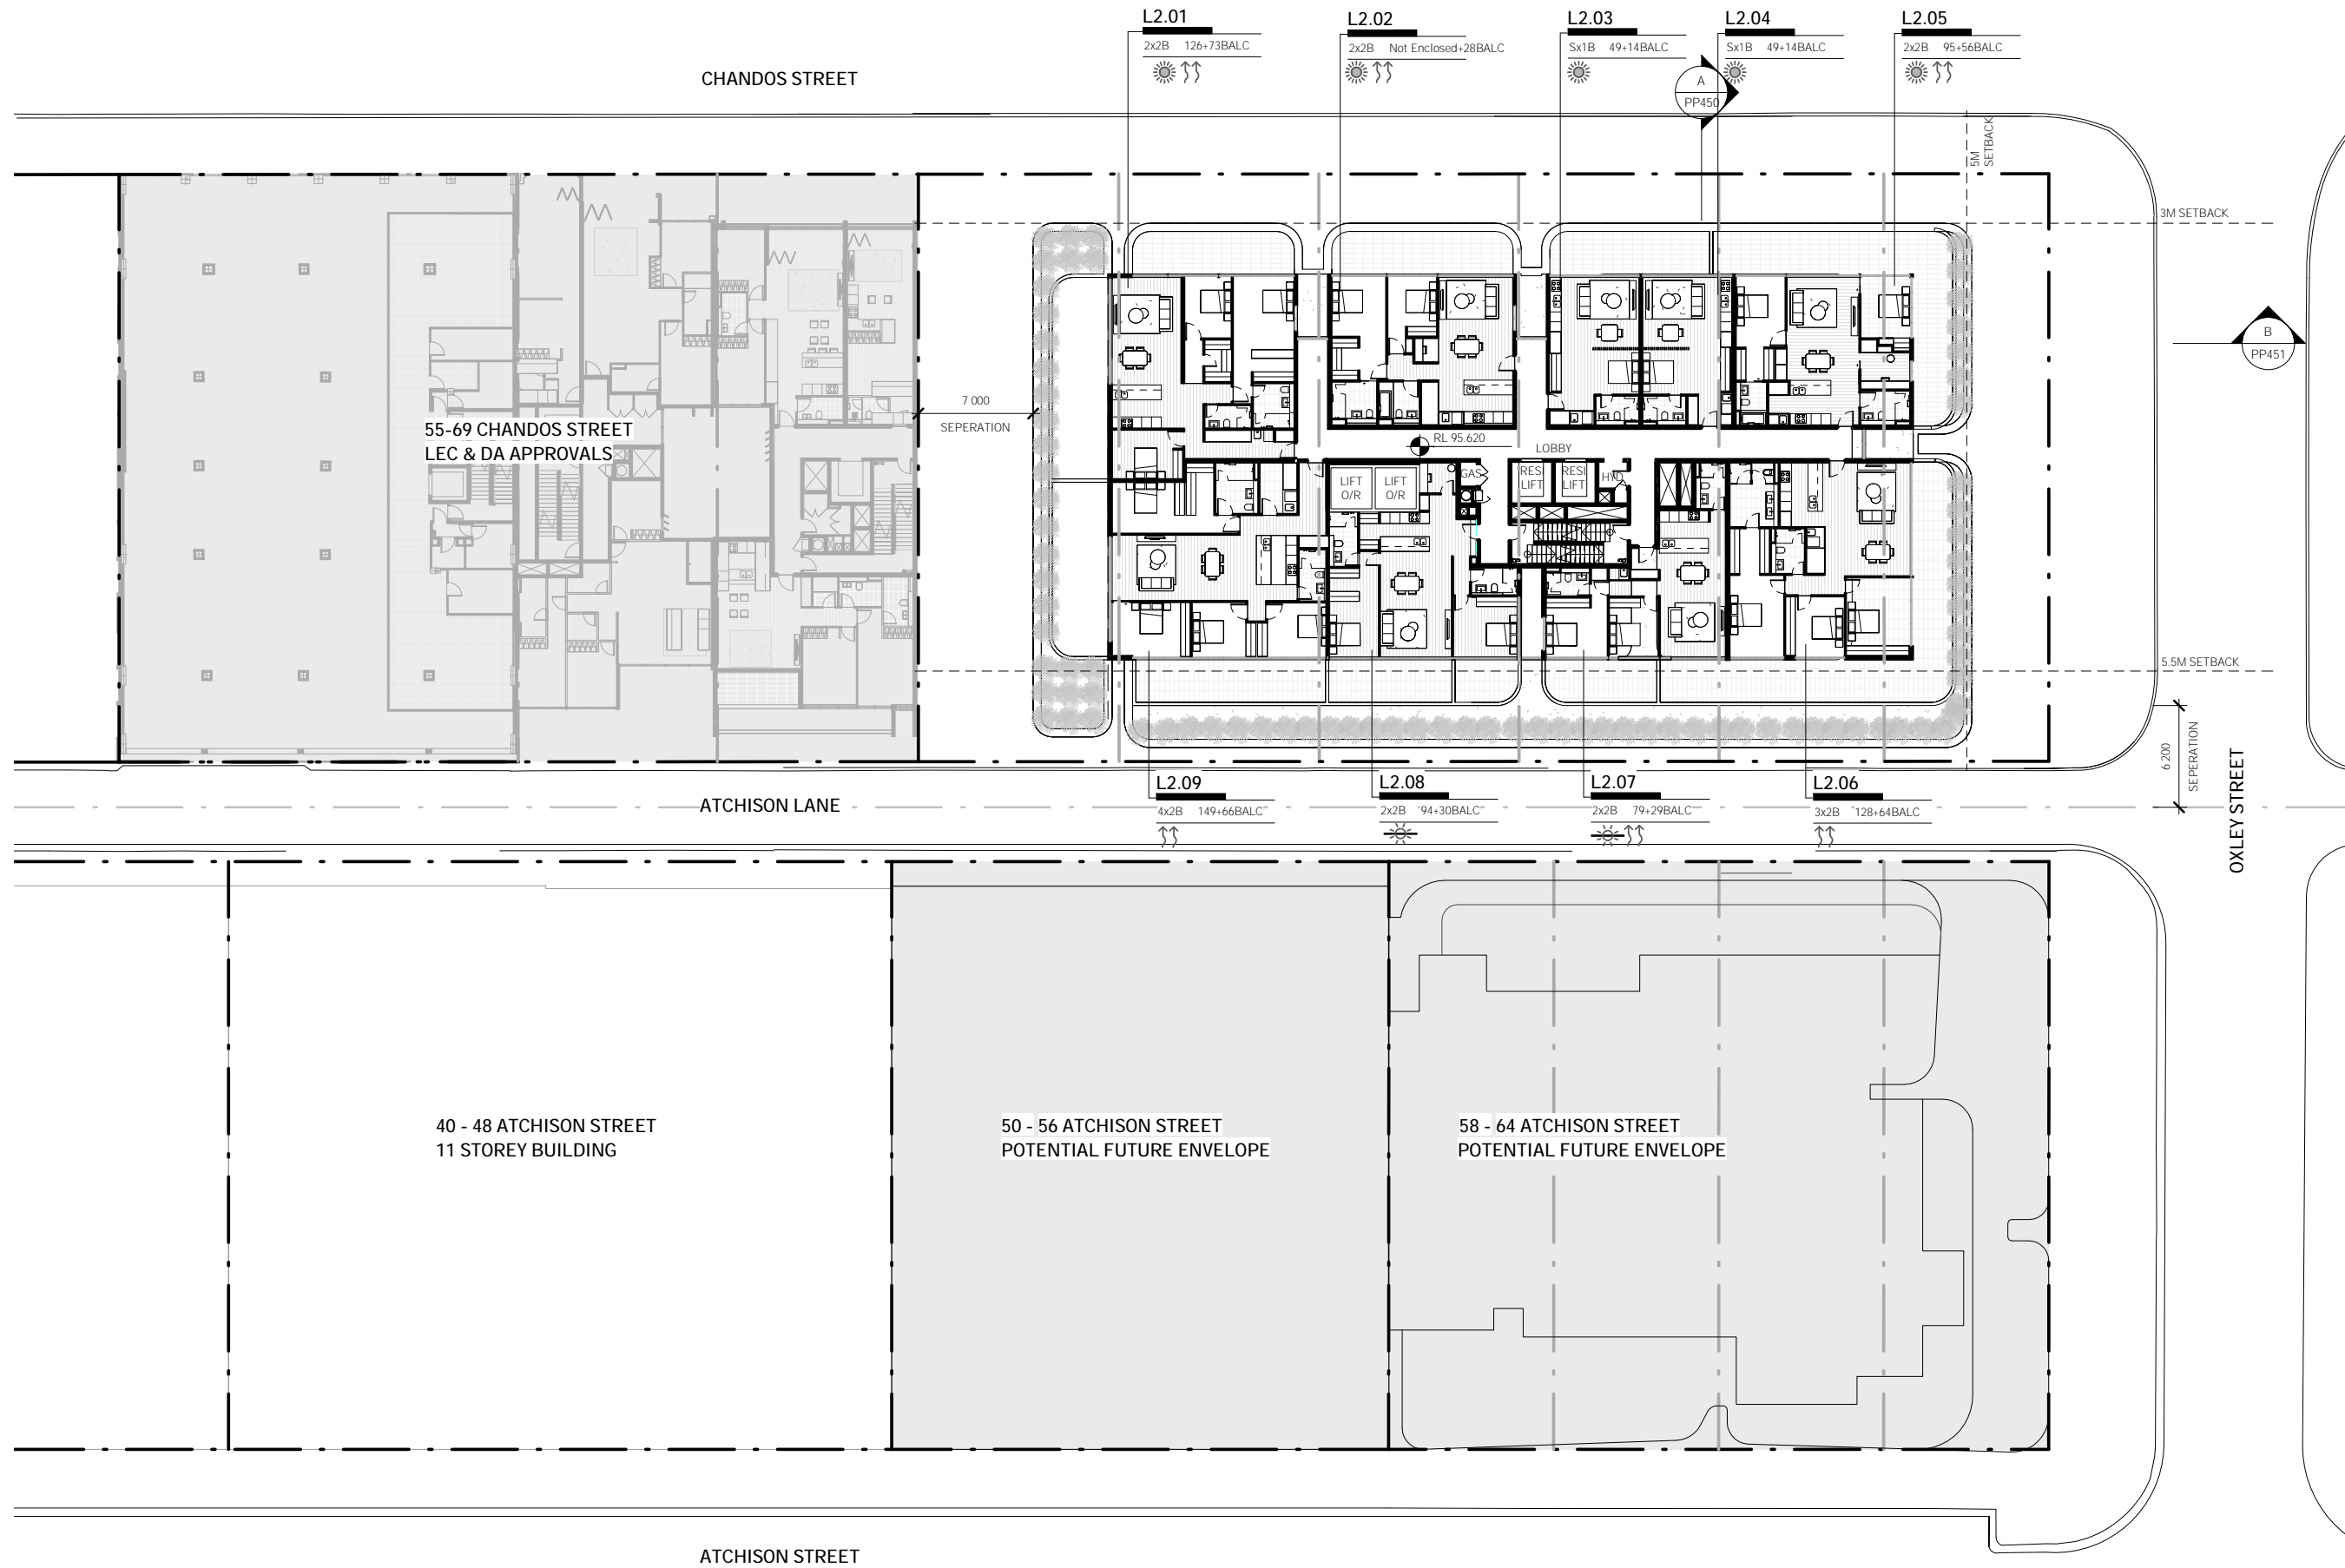 L2.01
2x2B 126+73BALC
L2.02
2x2B Not Enclosed+28BALC
L2.03
Sx1B 49+14BALC
L2.04
Sx1B 49+14BALC
L2.05
2x2B 95+56BALC
CHANDOS STREET
A
PP450
5M
SETBACK
3M SETBACK
B
PP451
7 000
SEPERATION
55-69 CHANDOS STREET
LEC & DA APPROVALS
RL 95.620
LOBBY
LIFT
O/R
LIFT
O/R
GAS
RESI
LIFT
RESI
LIFT
HYD
5.5M SETBACK
6 200
SEPERATION
OXLEY STREET
ATCHISON LANE
L2.09
4x2B 149+66BALC
L2.08
2x2B 94+30BALC
L2.07
2x2B 79+29BALC
L2.06
3x2B 128+64BALC
40 - 48 ATCHISON STREET
11 STOREY BUILDING
50 - 56 ATCHISON STREET
POTENTIAL FUTURE ENVELOPE
58 - 64 ATCHISON STREET
POTENTIAL FUTURE ENVELOPE
ATCHISON STREET